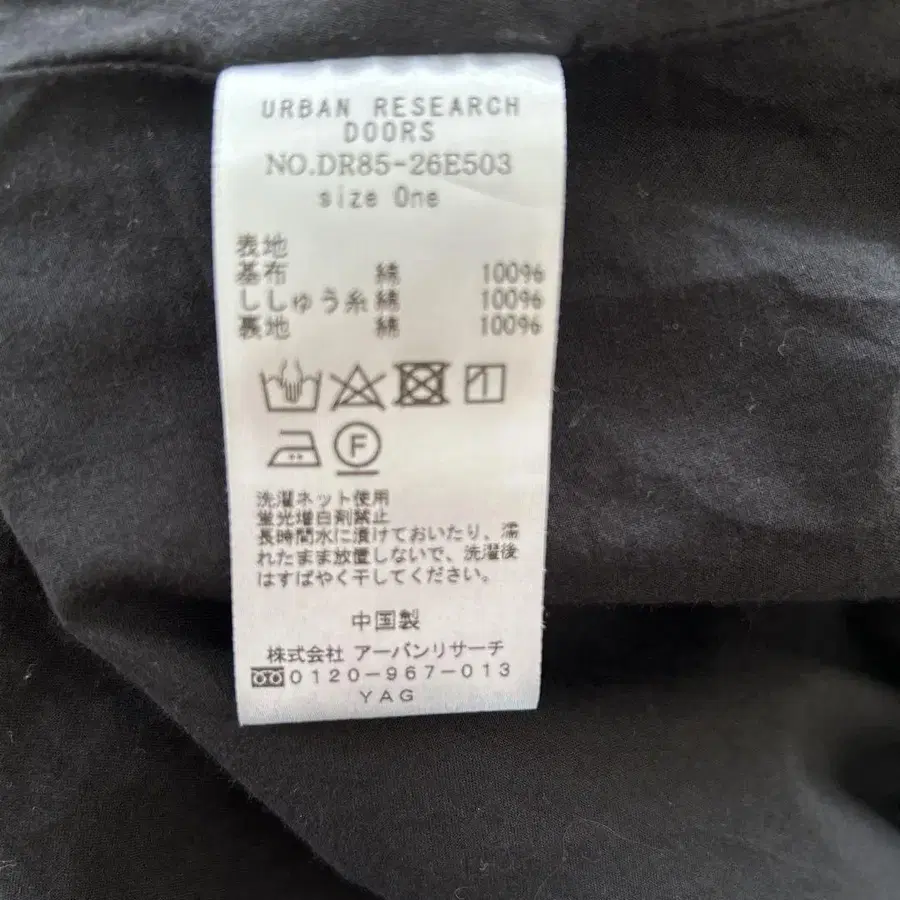 URBAN RESEARCH
DOORS
NO.DR85-26E503
size One
表地
基布 綿 100%
ししゅう糸 綿 100%
裏地 綿 100%
F
洗濯ネット使用
蛍光増白剤禁止
長時間水に漬けておいたり、濡
れたまま放置しないで、洗濯後
はすばやく干してください。
中国製
株式会社 アーバンリサーチ
0120-967-013
YAG